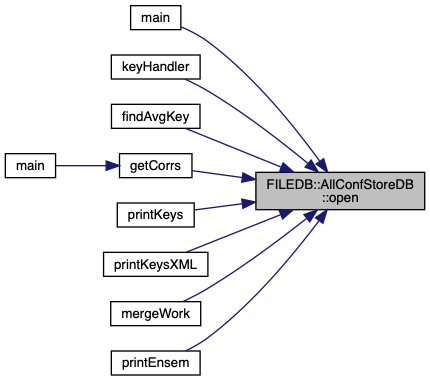 main
keyHandler
findAvgKey
main
getCorrs
FILEDB::AllConfStoreDB
::open
printKeys
printKeysXML
mergeWork
printEnsem